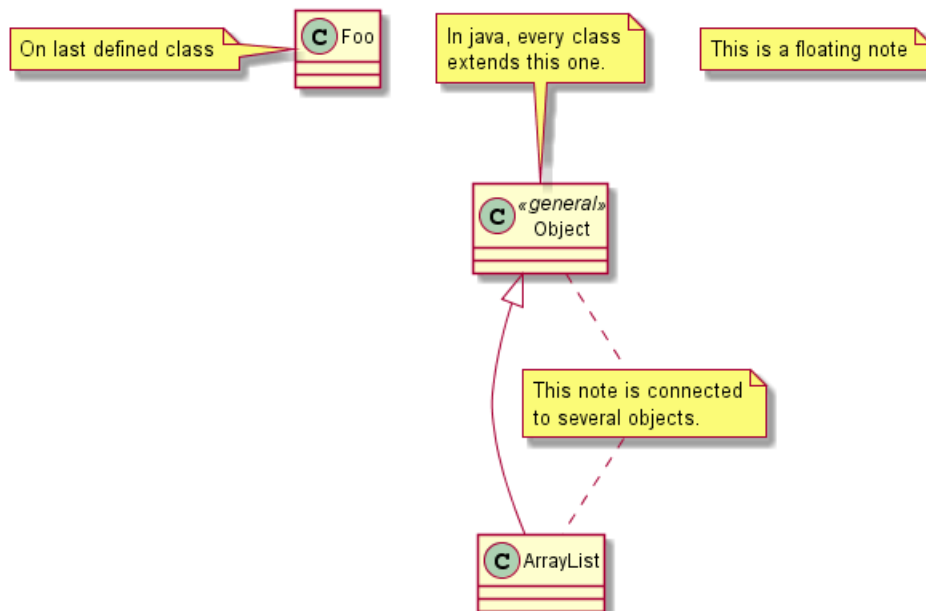 On last defined class
C Foo
In java, every class
extends this one.
This is a floating note
C «general»
Object
This note is connected
to several objects.
C ArrayList